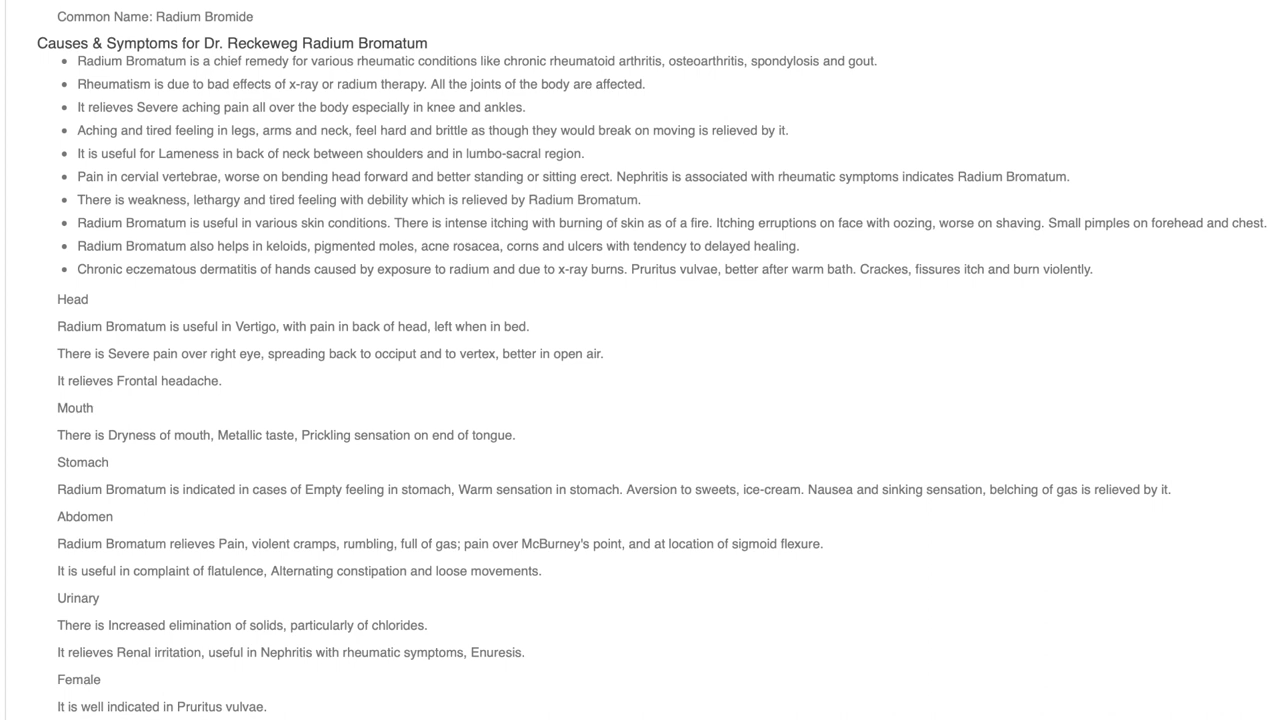 Common Name: Radium Bromide
Causes & Symptoms for Dr. Reckeweg Radium Bromatum
• Radium Bromatum is a chief remedy for various rheumatic conditions like chronic rheumatoid arthritis, osteoarthritis, spondylosis and gout.
• Rheumatism is due to bad effects of x-ray or radium therapy. All the joints of the body are affected.
• It relieves Severe aching pain all over the body especially in knee and ankles.
• Aching and tired feeling in legs, arms and neck, feel hard and brittle as though they would break on moving is relieved by it.
• It is useful for Lameness in back of neck between shoulders and in lumbo-sacral region.
• Pain in cervial vertebrae, worse on bending head forward and better standing or sitting erect. Nephritis is associated with rheumatic symptoms indicates Radium Bromatum.
• There is weakness, lethargy and tired feeling with debility which is relieved by Radium Bromatum.
• Radium Bromatum is useful in various skin conditions. There is intense itching with burning of skin as of a fire. Itching erruptions on face with oozing, worse on shaving. Small pimples on forehead and chest.
• Radium Bromatum also helps in keloids, pigmented moles, acne rosacea, corns and ulcers with tendency to delayed healing.
• Chronic eczematous dermatitis of hands caused by exposure to radium and due to x-ray burns. Pruritus vulvae, better after warm bath. Crackes, fissures itch and burn violently.
Head
Radium Bromatum is useful in Vertigo, with pain in back of head, left when in bed.
There is Severe pain over right eye, spreading back to occiput and to vertex, better in open air.
It relieves Frontal headache.
Mouth
There is Dryness of mouth, Metallic taste, Prickling sensation on end of tongue.
Stomach
Radium Bromatum is indicated in cases of Empty feeling in stomach, Warm sensation in stomach. Aversion to sweets, ice-cream. Nausea and sinking sensation, belching of gas is relieved by it.
Abdomen
Radium Bromatum relieves Pain, violent cramps, rumbling, full of gas; pain over McBurney's point, and at location of sigmoid flexure.
It is useful in complaint of flatulence, Alternating constipation and loose movements.
Urinary
There is Increased elimination of solids, particularly of chlorides.
It relieves Renal irritation, useful in Nephritis with rheumatic symptoms, Enuresis.
Female
It is well indicated in Pruritus vulvae.